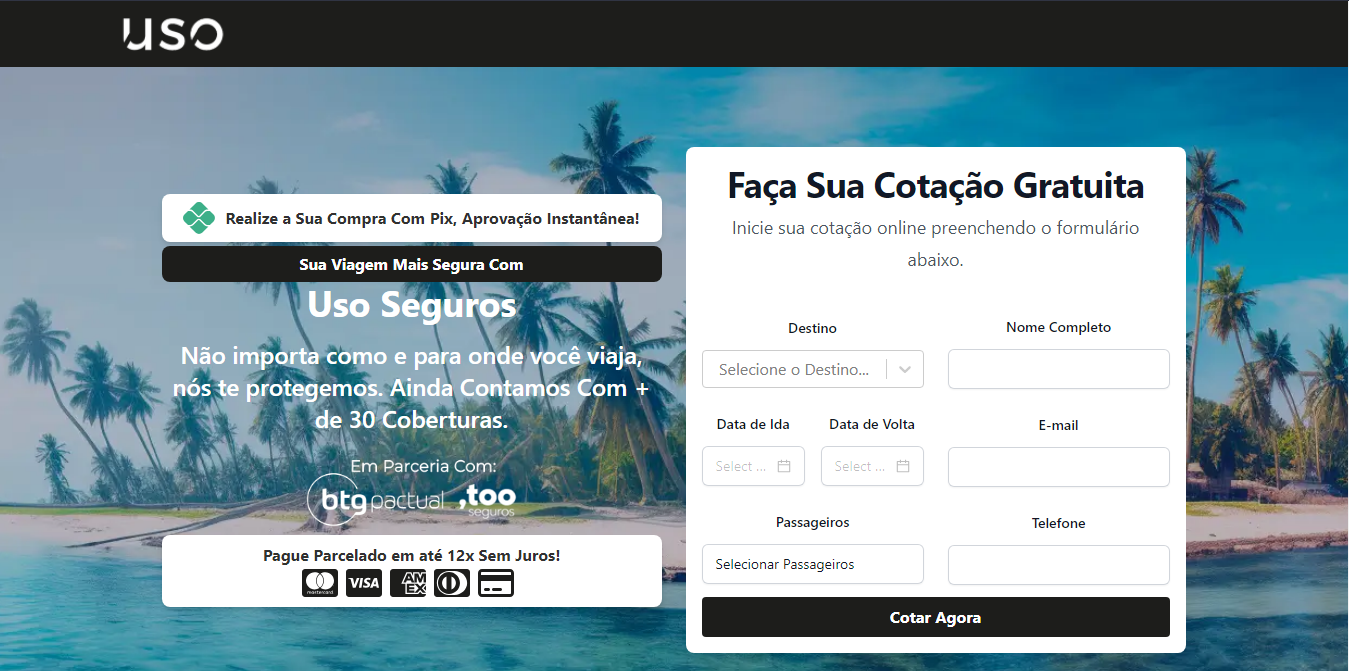 uso
Realize a Sua Compra Com Pix, Aprovação Instantânea!
Sua Viagem Mais Segura Com
Uso Seguros
Não importa como e para onde você viaja,
nós te protegemos. Ainda Contamos Com +
de 30 Coberturas.
Em Parceria Com:
btg pactual ,too
seguros
Pague Parcelado em até 12x Sem Juros!
mastercard VISA AM
EX
Faça Sua Cotação Gratuita
Inicie sua cotação online preenchendo o formulário
abaixo.
Destino Nome Completo
Selecione o Destino...
Data de Ida Data de Volta E-mail
Select ... Select ...
Passageiros Telefone
Selecionar Passageiros
Cotar Agora